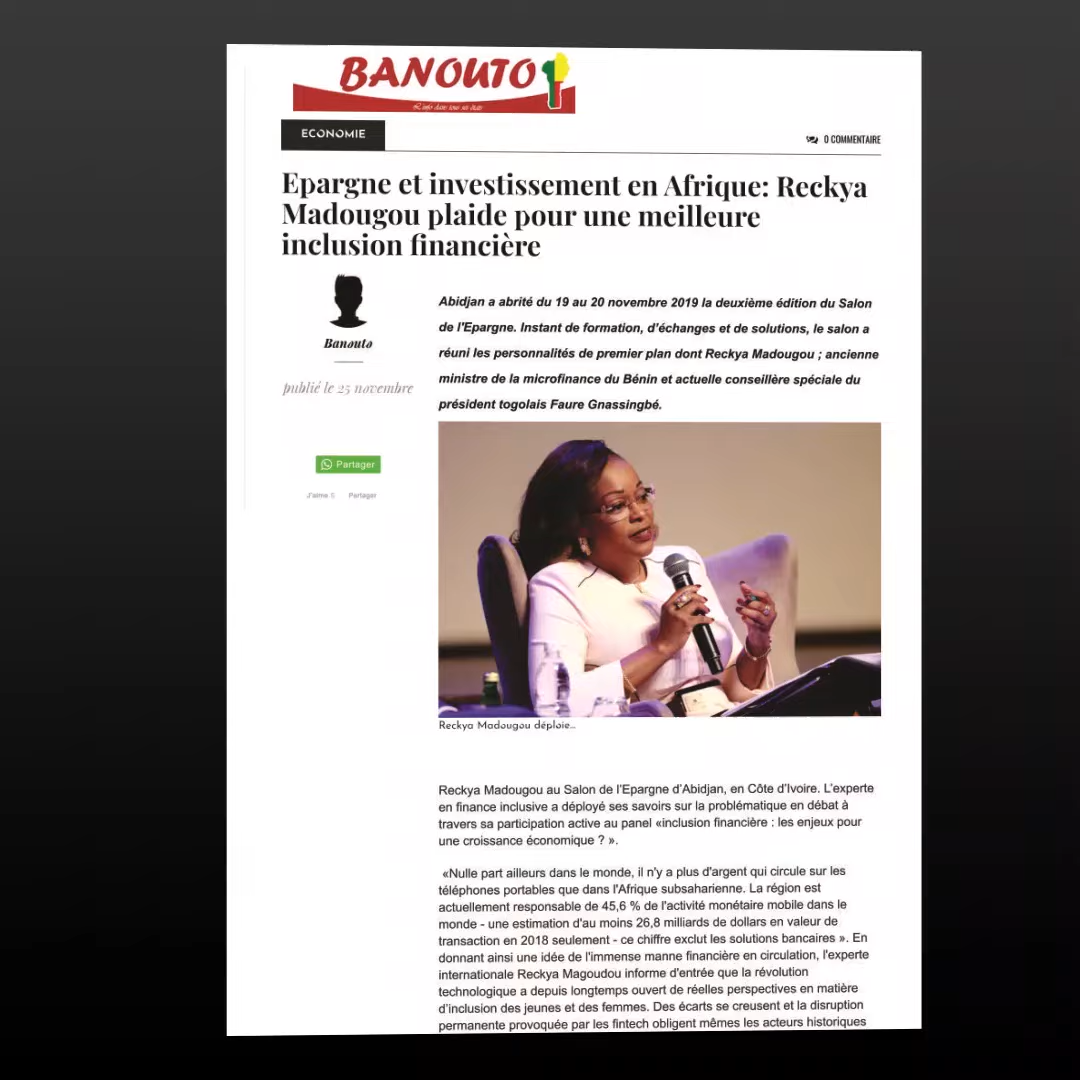 BANOUTO
L'info dans tous ses états
ECONOMIE
0 COMMENTAIRE
Epargne et investissement en Afrique: Reckya
Madougou plaide pour une meilleure
inclusion financière
Banouto
publié le 25 novembre
Partager
J'aime 5 Partager
Abidjan a abrité du 19 au 20 novembre 2019 la deuxième édition du Salon
de l'Epargne. Instant de formation, d'échanges et de solutions, le salon a
réuni les personnalités de premier plan dont Reckya Madougou ; ancienne
ministre de la microfinance du Bénin et actuelle conseillère spéciale du
président togolais Faure Gnassingbé.
Reckya Madougou déploie...
Reckya Madougou au Salon de l'Epargne d'Abidjan, en Côte d'Ivoire. L'experte
en finance inclusive a déployé ses savoirs sur la problématique en débat à
travers sa participation active au panel «inclusion financière : les enjeux pour
une croissance économique ? ».
«Nulle part ailleurs dans le monde, il n'y a plus d'argent qui circule sur les
téléphones portables que dans l'Afrique subsaharienne. La région est
actuellement responsable de 45,6 % de l'activité monétaire mobile dans le
monde - une estimation d'au moins 26,8 milliards de dollars en valeur de
transaction en 2018 seulement - ce chiffre exclut les solutions bancaires ». En
donnant ainsi une idée de l'immense manne financière en circulation, l'experte
internationale Reckya Magoudou informe d'entrée que la révolution
technologique a depuis longtemps ouvert de réelles perspectives en matière
d'inclusion des jeunes et des femmes. Des écarts se creusent et la disruption
permanente provoquée par les fintech obligent mêmes les acteurs historiques